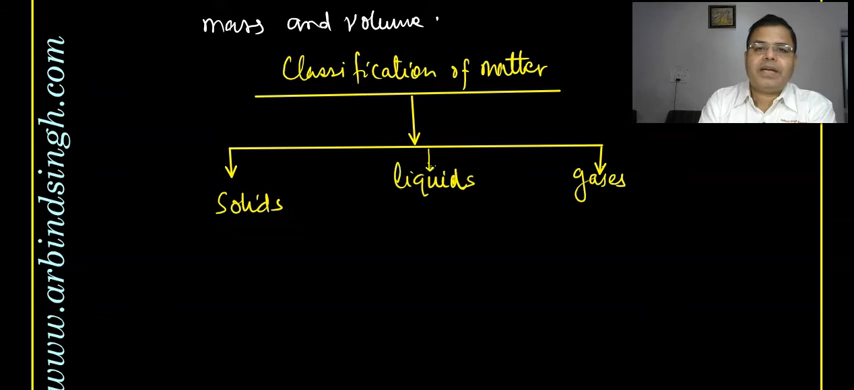 mass and volume.
Classification of matter
Solids liquids gases
www.arbindsingh.com